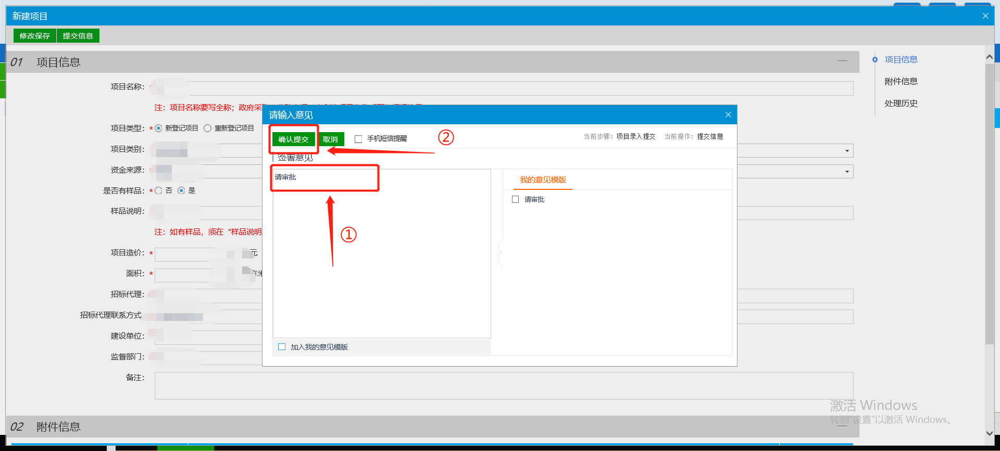 新建项目
修改保存 提交信息
01 项目信息
项目信息
附件信息
处理历史
项目名称：
注：项目名称要写全称；政府采
项目类型：* 新登记项目 重新登记项目
项目类别：
资金来源：
是否有样品：* 否 是
样品说明：
注：如有样品，须在“样品说明
项目造价：* 元
面积：*
招标代理：
招标代理联系方式
建设单位：
监督部门：
备注：
请输入意见
确认提交 取消 手机短信提醒 ② 当前步骤：项目录入提交 当前操作：提交信息
签署意见
请审批
我的意见模版
请审批
①
加入我的意见模版
激活 Windows
转到“设置”以激活 Windows。
02 附件信息